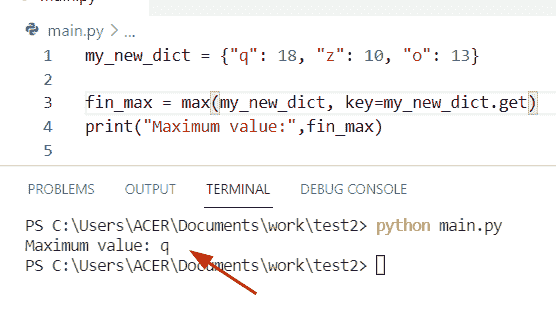 main.py
main.py > ...
1 my_new_dict = {"q": 18, "z": 10, "o": 13}
2
3 fin_max = max(my_new_dict, key=my_new_dict.get)
4 print("Maximum value:",fin_max)
5
PROBLEMS OUTPUT TERMINAL DEBUG CONSOLE
PS C:\Users\ACER\Documents\work\test2> python main.py
Maximum value: q
PS C:\Users\ACER\Documents\work\test2>